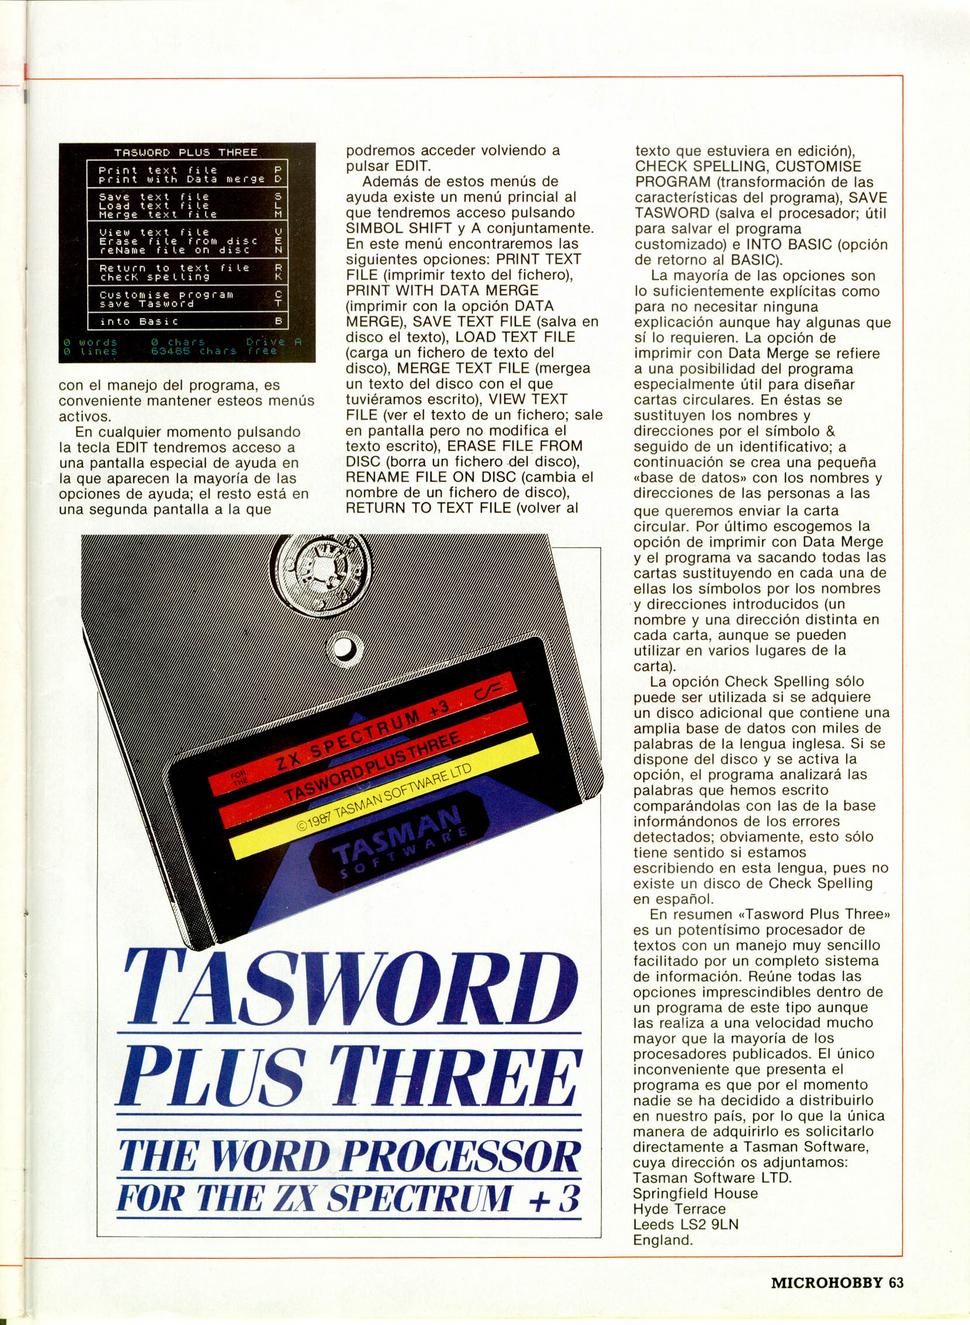 TASWORD PLUS THREE
Print text file P
Print with Data merge D
Save text file S
Load text file L
Merge text file M
View text file V
Erase file from disc E
reName file on disc N
Return to text file R
checK spelling K
Customise program C
save Tasword T
into Basic B
0 words 0 chars Drive A
0 lines 63485 chars free
con el manejo del programa, es
conveniente mantener esteos menús
activos.
En cualquier momento pulsando
la tecla EDIT tendremos acceso a
una pantalla especial de ayuda en
la que aparecen la mayoría de las
opciones de ayuda; el resto está en
una segunda pantalla a la que
podremos acceder volviendo a
pulsar EDIT.
Además de estos menús de
ayuda existe un menú princial al
que tendremos acceso pulsando
SIMBOL SHIFT y A conjuntamente.
En este menú encontraremos las
siguientes opciones: PRINT TEXT
FILE (imprimir texto del fichero),
PRINT WITH DATA MERGE
(imprimir con la opción DATA
MERGE), SAVE TEXT FILE (salva en
disco el texto), LOAD TEXT FILE
(carga un fichero de texto del
disco), MERGE TEXT FILE (mergea
un texto del disco con el que
tuviéramos escrito), VIEW TEXT
FILE (ver el texto de un fichero; sale
en pantalla pero no modifica el
texto escrito), ERASE FILE FROM
DISC (borra un fichero del disco),
RENAME FILE ON DISC (cambia el
nombre de un fichero de disco),
RETURN TO TEXT FILE (volver al
texto que estuviera en edición),
CHECK SPELLING, CUSTOMISE
PROGRAM (transformación de las
características del programa), SAVE
TASWORD (salva el procesador; útil
para salvar el programa
customizado) e INTO BASIC (opción
de retorno al BASIC).
La mayoría de las opciones son
lo suficientemente explícitas como
para no necesitar ninguna
explicación aunque hay algunas que
sí lo requieren. La opción de
imprimir con Data Merge se refiere
a una posibilidad del programa
especialmente útil para diseñar
cartas circulares. En éstas se
sustituyen los nombres y
direcciones por el símbolo &
seguido de un identificativo; a
continuación se crea una pequeña
«base de datos» con los nombres y
direcciones de las personas a las
que queremos enviar la carta
circular. Por último escogemos la
opción de imprimir con Data Merge
y el programa va sacando todas las
cartas sustituyendo en cada una de
ellas los símbolos por los nombres
y direcciones introducidos (un
nombre y una dirección distinta en
cada carta, aunque se pueden
utilizar en varios lugares de la
carta).
La opción Check Spelling sólo
puede ser utilizada si se adquiere
un disco adicional que contiene una
amplia base de datos con miles de
palabras de la lengua inglesa. Si se
dispone del disco y se activa la
opción, el programa analizará las
palabras que hemos escrito
comparándolas con las de la base
informándonos de los errores
detectados; obviamente, esto sólo
tiene sentido si estamos
escribiendo en esta lengua, pues no
existe un disco de Check Spelling
en español.
En resumen «Tasword Plus Three»
es un potentísimo procesador de
textos con un manejo muy sencillo
facilitado por un completo sistema
de información. Reúne todas las
opciones imprescindibles dentro de
un programa de este tipo aunque
las realiza a una velocidad mucho
mayor que la mayoría de los
procesadores publicados. El único
inconveniente que presenta el
programa es que por el momento
nadie se ha decidido a distribuirlo
en nuestro país, por lo que la única
manera de adquirirlo es solicitarlo
directamente a Tasman Software,
cuya dirección os adjuntamos:
Tasman Software LTD.
Springfield House
Hyde Terrace
Leeds LS2 9LN
England.
FOR THE ZX SPECTRUM +3
TASWORD PLUS THREE
©1987 TASMAN SOFTWARE LTD
TASMAN
SOFTWARE
TASWORD
PLUS THREE
THE WORD PROCESSOR
FOR THE ZX SPECTRUM +3
MICROHOBBY 63